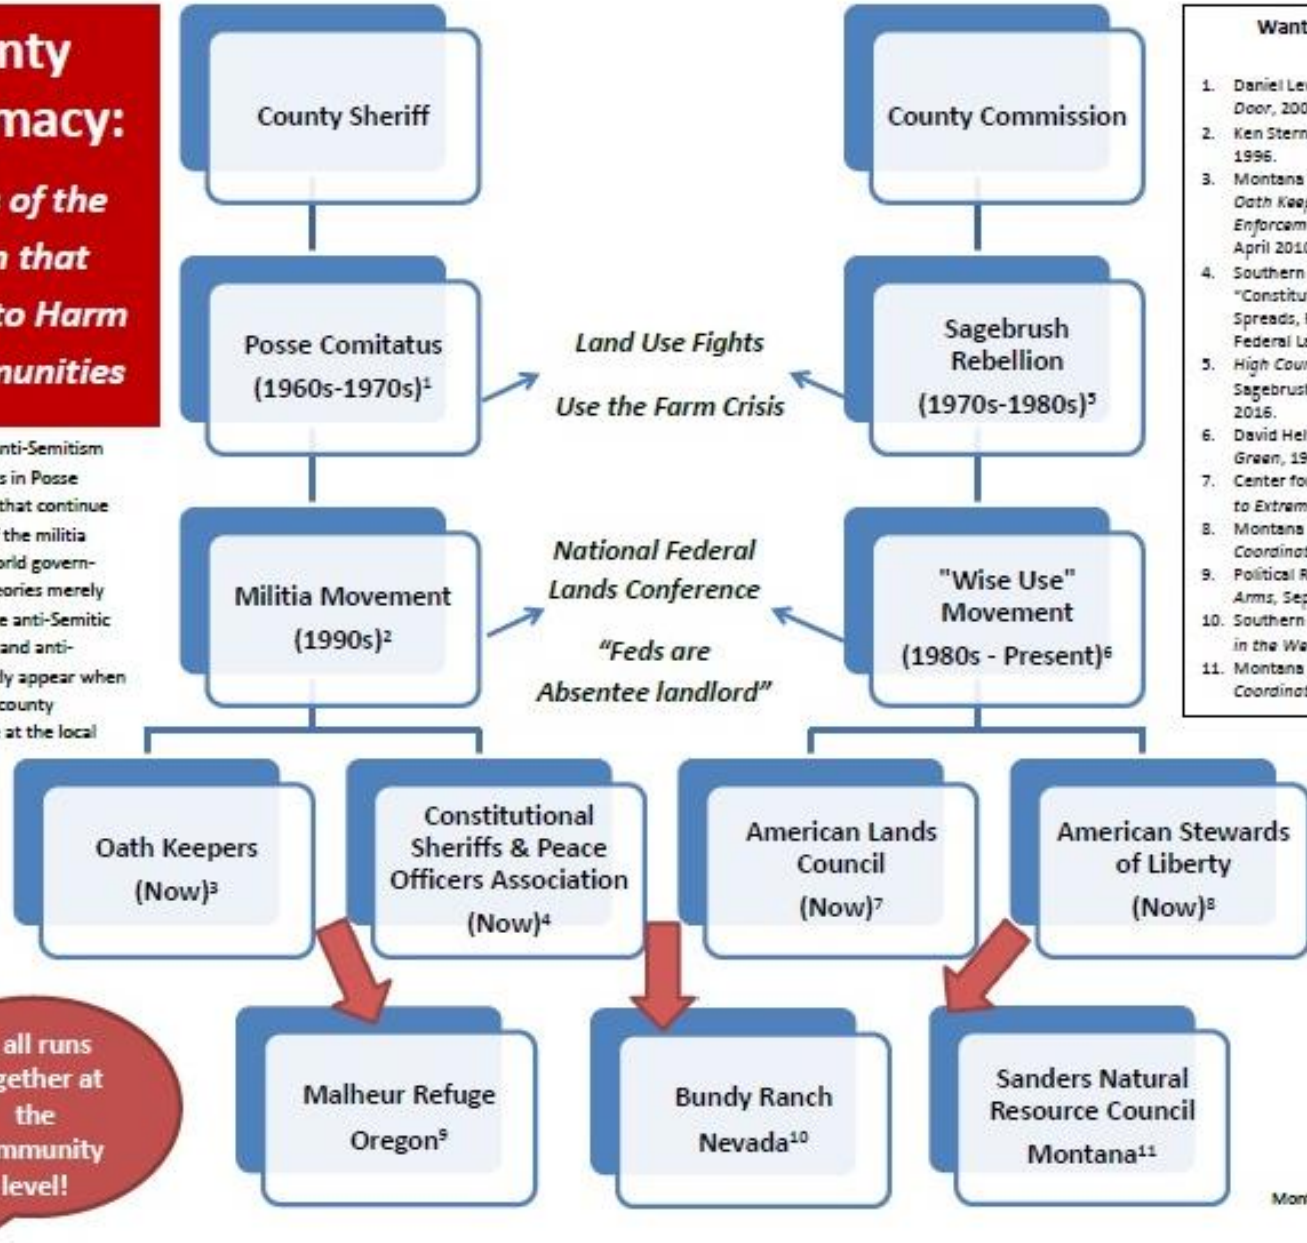 nty
macy:
s of the
n that
to Harm
munities
nti-Semitism
s in Posse
that continue
the militia
orld govern-
eories merely
e anti-Semitic
and anti-
ly appear when
county
at the local
County Sheriff
County Commission
Posse Comitatus
(1960s-1970s)¹
Land Use Fights
Use the Farm Crisis
Sagebrush
Rebellion
(1970s-1980s)⁵
Militia Movement
(1990s)²
National Federal
Lands Conference
“Feds are
Absentee landlord”
"Wise Use"
Movement
(1980s - Present)⁶
Oath Keepers
(Now)³
Constitutional
Sheriffs & Peace
Officers Association
(Now)⁴
American Lands
Council
(Now)⁷
American Stewards
of Liberty
(Now)⁸
Malheur Refuge
Oregon⁹
Bundy Ranch
Nevada¹⁰
Sanders Natural
Resource Council
Montana¹¹
all runs
gether at
the
mmunity
level!
Want
1. Daniel Le
Door, 200
2. Ken Stern
1996.
3. Montana
Oath Keep
Enforcem
April 2010
4. Southern
"Constitu
Spreads,
Federal La
5. High Coun
Sagebrus
2016.
6. David Hel
Green, 19
7. Center fo
to Extrem
8. Montana
Coordinat
9. Political R
Arms, Sep
10. Southern
in the We
11. Montana
Coordinat
Mon